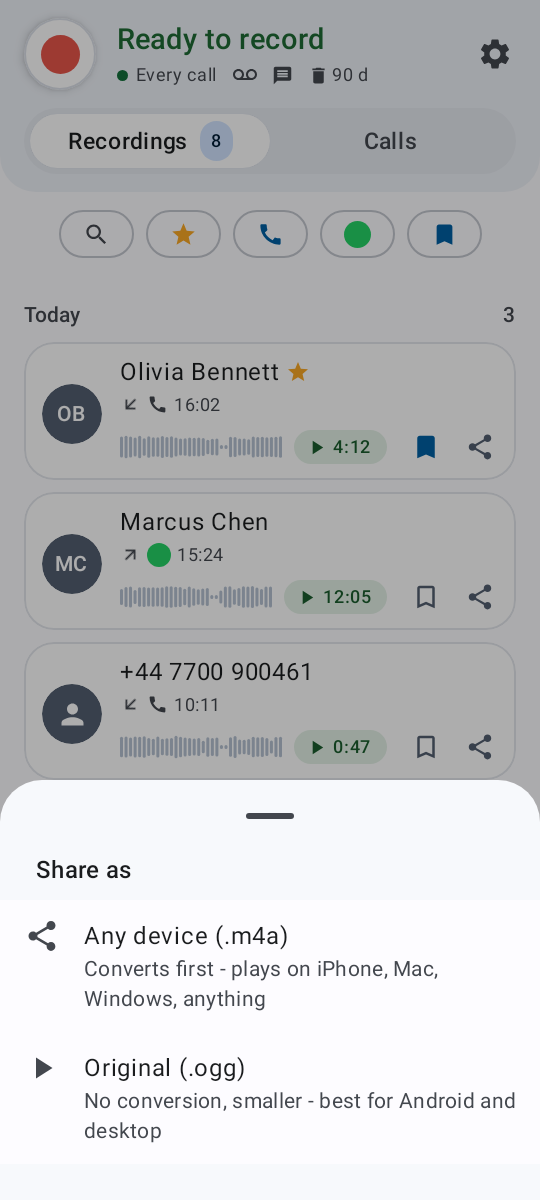 Ready to record
Every call 90 d
Recordings 8 Calls
Today 3
Olivia Bennett
OB
16:02
4:12
Marcus Chen
MC
15:24
12:05
+44 7700 900461
10:11
0:47
Share as
Any device (.m4a)
Converts first - plays on iPhone, Mac,
Windows, anything
Original (.ogg)
No conversion, smaller - best for Android and
desktop